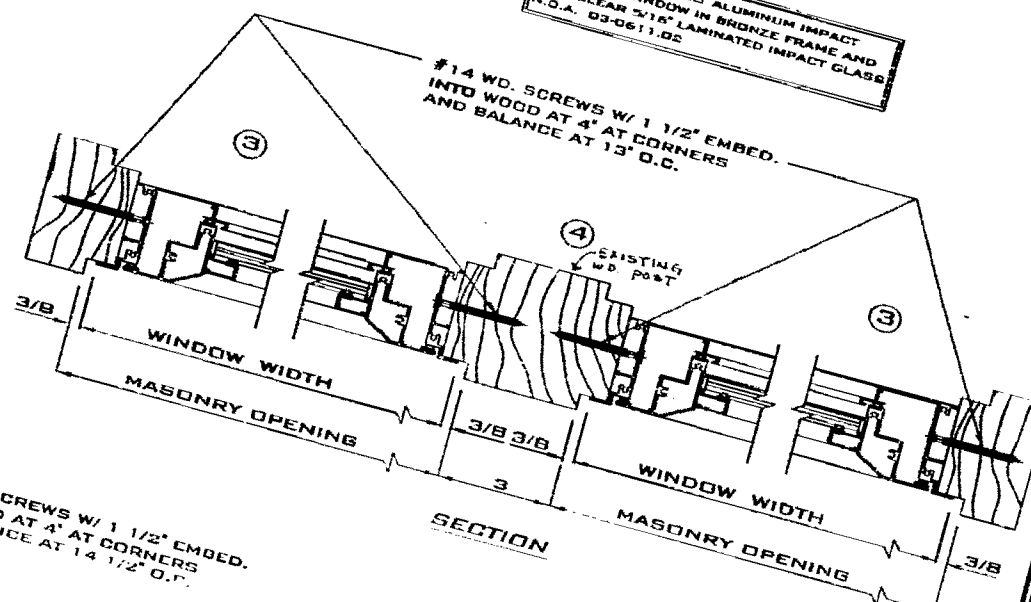 ALUMINUM IMPACT
WINDOW IN BRONZE FRAME AND
CLEAR 5/16" LAMINATED IMPACT GLASS
N.O.A. 03-0611.02
#14 WD. SCREWS W/ 1 1/2" EMBED.
INTO WOOD AT 4" AT CORNERS
AND BALANCE AT 13" O.C.
3
4
EXISTING
WD. POST
3
3/8
WINDOW WIDTH
MASONRY OPENING
3/8 3/8
3
WINDOW WIDTH
MASONRY OPENING
3/8
SECTION
CREWS W/ 1 1/2" EMBED.
AT 4" AT CORNERS
NCE AT 14 1/2" O.C.